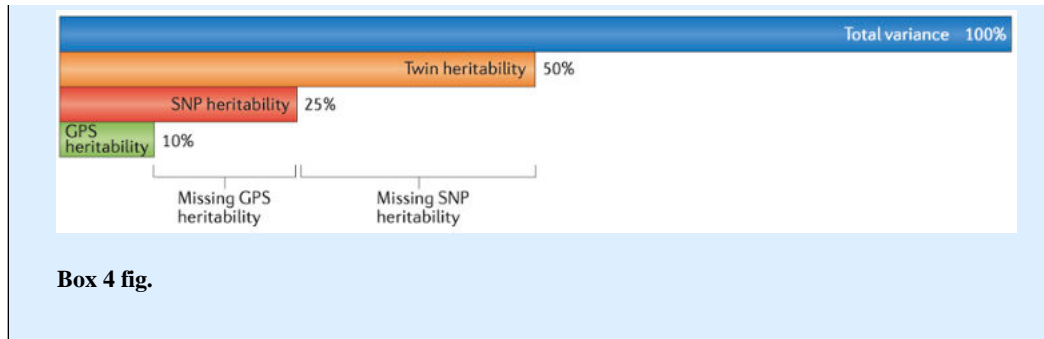 Total variance 100%
Twin heritability 50%
SNP heritability 25%
GPS
heritability 10%
Missing GPS
heritability
Missing SNP
heritability
Box 4 fig.